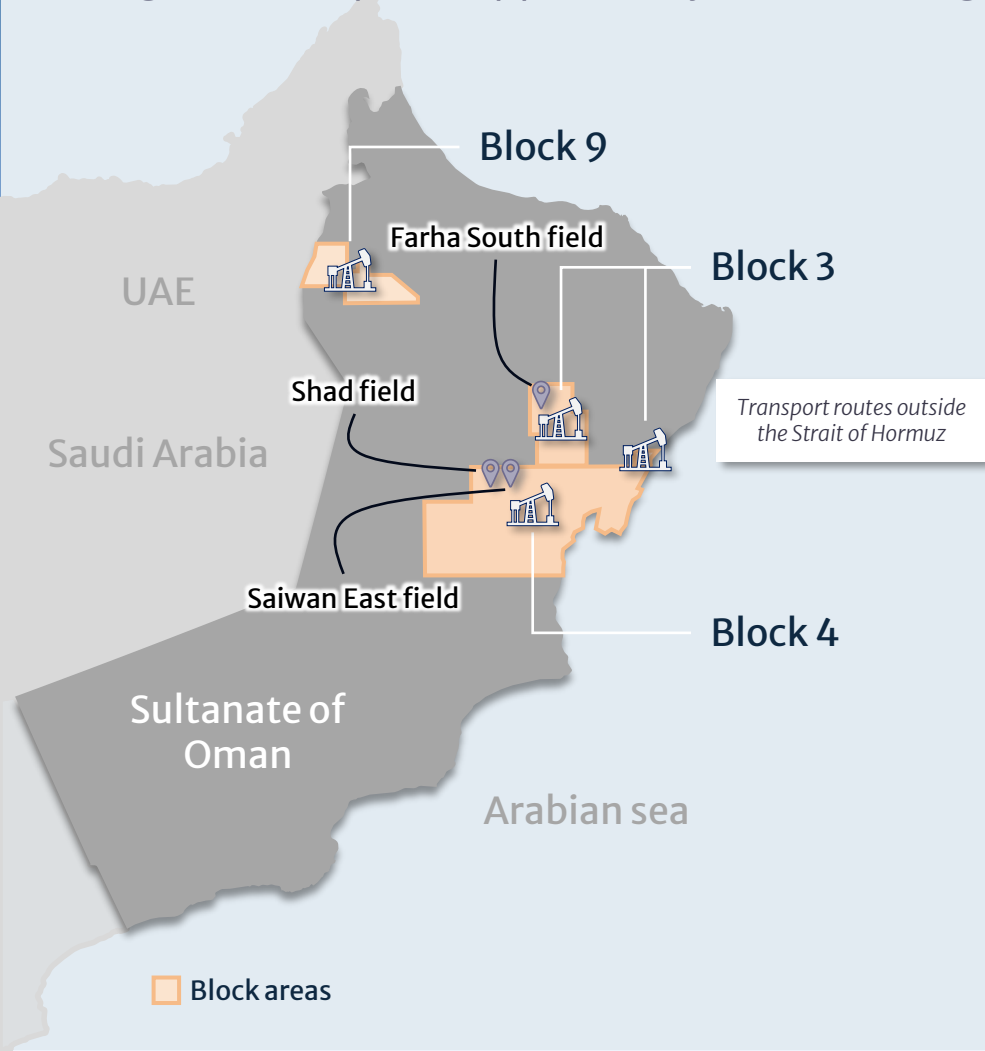 Block 9
Farha South field
Block 3
UAE
Shad field
Transport routes outside
the Strait of Hormuz
Saudi Arabia
Saiwan East field
Block 4
Sultanate of
Oman
Arabian sea
Block areas